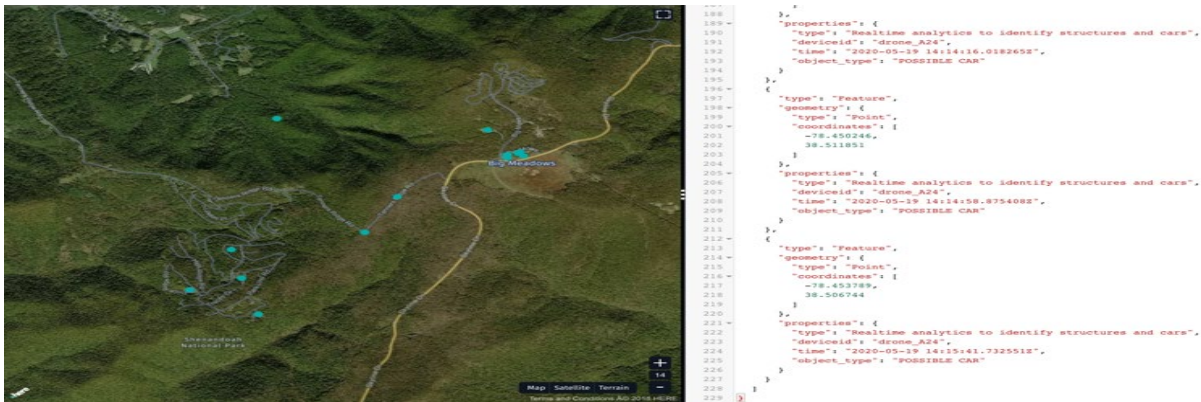 Big Meadows
Shenandoah
National Park
14
Map Satellite Terrain
Terms and Conditions ÂG 2018 HERE
here
188 },
189 "properties": {
190 "type": "Realtime analytics to identify structures and cars",
191 "deviceid": "drone_A24",
192 "time": "2020-05-19 14:14:16.018265Z",
193 "object_type": "POSSIBLE CAR"
194 }
195 },
196 {
197 "type": "Feature",
198 "geometry": {
199 "type": "Point",
200 "coordinates": [
201 -78.450246,
202 38.511851
203 ]
204 },
205 "properties": {
206 "type": "Realtime analytics to identify structures and cars",
207 "deviceid": "drone_A24",
208 "time": "2020-05-19 14:14:58.875408Z",
209 "object_type": "POSSIBLE CAR"
210 }
211 },
212 {
213 "type": "Feature",
214 "geometry": {
215 "type": "Point",
216 "coordinates": [
217 -78.453789,
218 38.506744
219 ]
220 },
221 "properties": {
222 "type": "Realtime analytics to identify structures and cars",
223 "deviceid": "drone_A24",
224 "time": "2020-05-19 14:15:41.732551Z",
225 "object_type": "POSSIBLE CAR"
226 }
227 }
228 ]
229 }